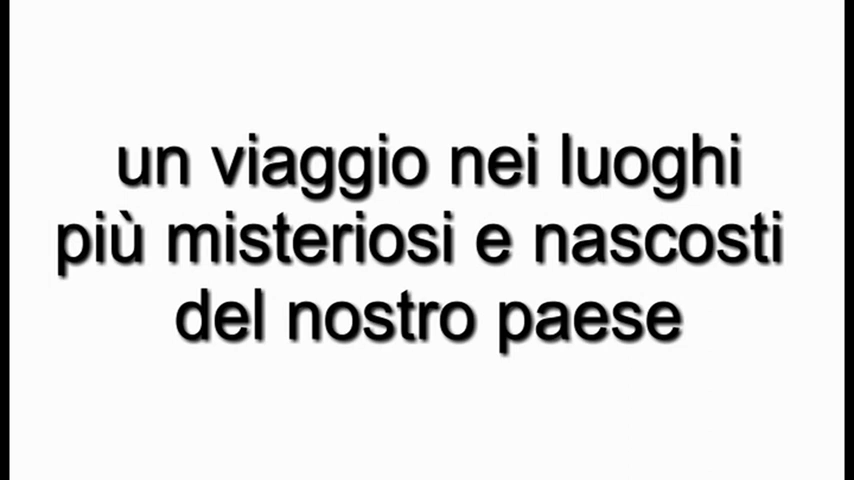 un viaggio nei luoghi
più misteriosi e nascosti
del nostro paese